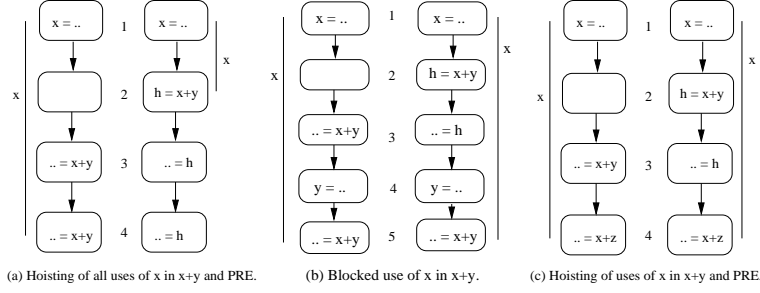 x = ..
1
x = ..
x
x
2
h = x+y
.. = x+y
3
.. = h
.. = x+y
4
.. = h
(a) Hoisting of all uses of x in x+y and PRE.
x = ..
1
x = ..
x
x
2
h = x+y
.. = x+y
3
.. = h
y = ..
4
y = ..
.. = x+y
5
.. = x+y
(b) Blocked use of x in x+y.
x = ..
1
x = ..
x
x
2
h = x+y
.. = x+y
3
.. = h
.. = x+z
4
.. = x+z
(c) Hoisting of uses of x in x+y and PRE